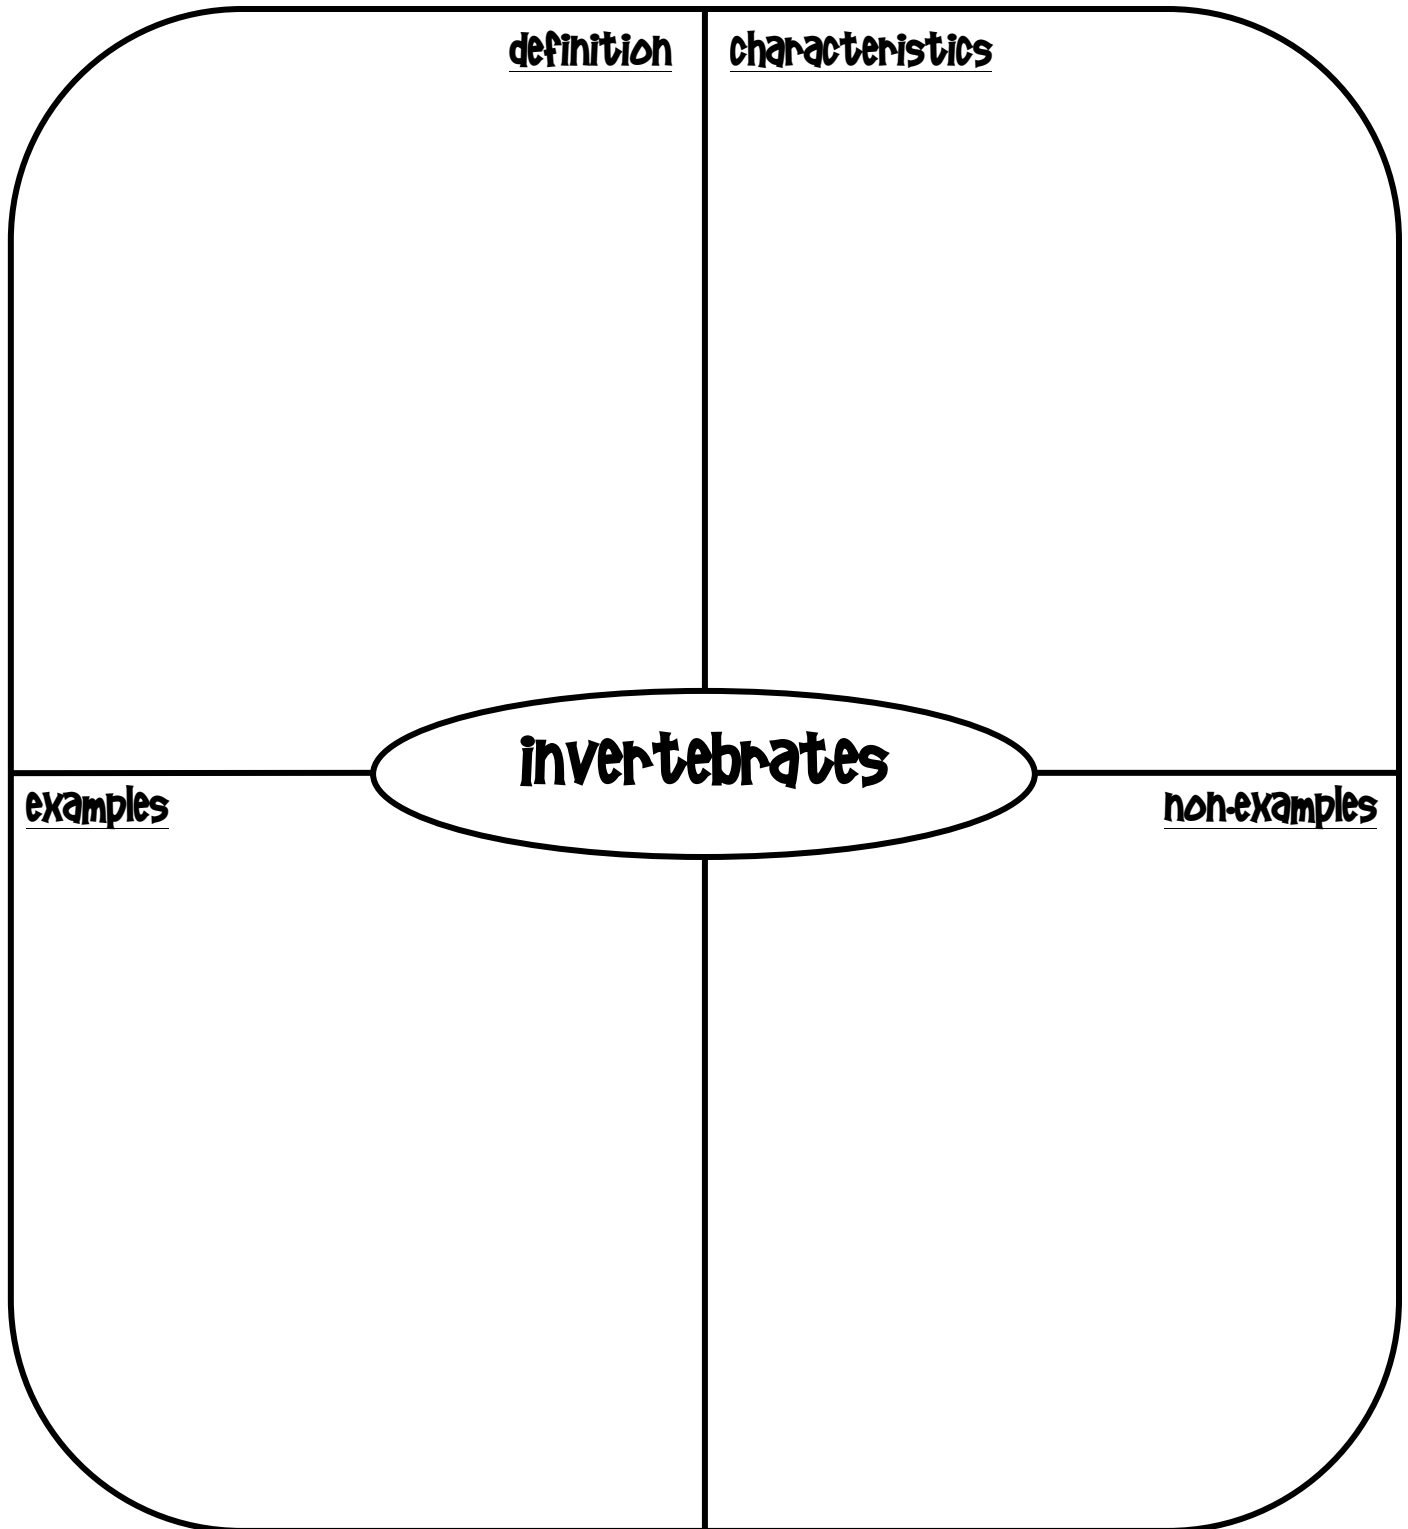 definition
characteristics
invertebrates
examples
non-examples